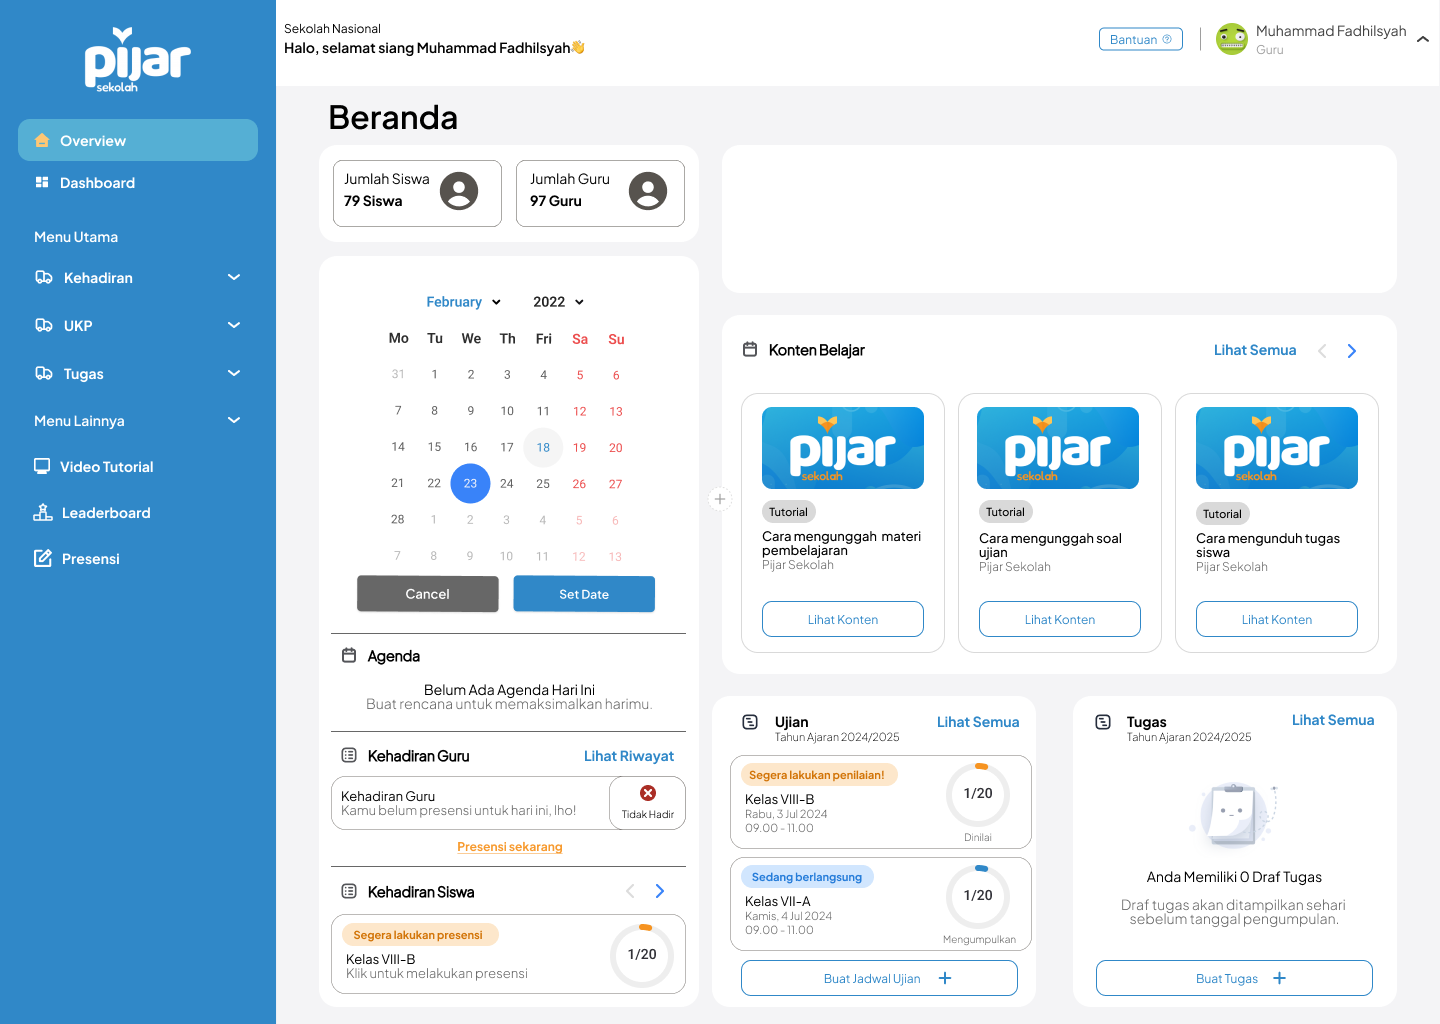 pijar
sekolah
Overview
Dashboard
Menu Utama
Kehadiran
UKP
Tugas
Menu Lainnya
Video Tutorial
Leaderboard
Presensi
Sekolah Nasional
Halo, selamat siang Muhammad Fadhilsyah👋
Bantuan
Muhammad Fadhilsyah
Guru
Beranda
Jumlah Siswa
79 Siswa
Jumlah Guru
97 Guru
February 2022
Mo Tu We Th Fri Sa Su
31 1 2 3 4 5 6
7 8 9 10 11 12 13
14 15 16 17 18 19 20
21 22 23 24 25 26 27
28 1 2 3 4 5 6
7 8 9 10 11 12 13
Cancel
Set Date
Agenda
Belum Ada Agenda Hari Ini
Buat rencana untuk memaksimalkan harimu.
Kehadiran Guru
Lihat Riwayat
Kehadiran Guru
Kamu belum presensi untuk hari ini, lho!
Tidak Hadir
Presensi sekarang
Kehadiran Siswa
Segera lakukan presensi
Kelas VIII-B
Klik untuk melakukan presensi
1/20
Konten Belajar
Lihat Semua
pijar
sekolah
Tutorial
Cara mengunggah materi
pembelajaran
Pijar Sekolah
Lihat Konten
pijar
sekolah
Tutorial
Cara mengunggah soal
ujian
Pijar Sekolah
Lihat Konten
pijar
sekolah
Tutorial
Cara mengunduh tugas
siswa
Pijar Sekolah
Lihat Konten
Ujian
Tahun Ajaran 2024/2025
Lihat Semua
Segera lakukan penilaian!
Kelas VIII-B
Rabu, 3 Jul 2024
09.00 - 11.00
1/20
Dinilai
Sedang berlangsung
Kelas VII-A
Kamis, 4 Jul 2024
09.00 - 11.00
1/20
Mengumpulkan
Buat Jadwal Ujian +
Tugas
Tahun Ajaran 2024/2025
Lihat Semua
Anda Memiliki 0 Draf Tugas
Draf tugas akan ditampilkan sehari
sebelum tanggal pengumpulan.
Buat Tugas +